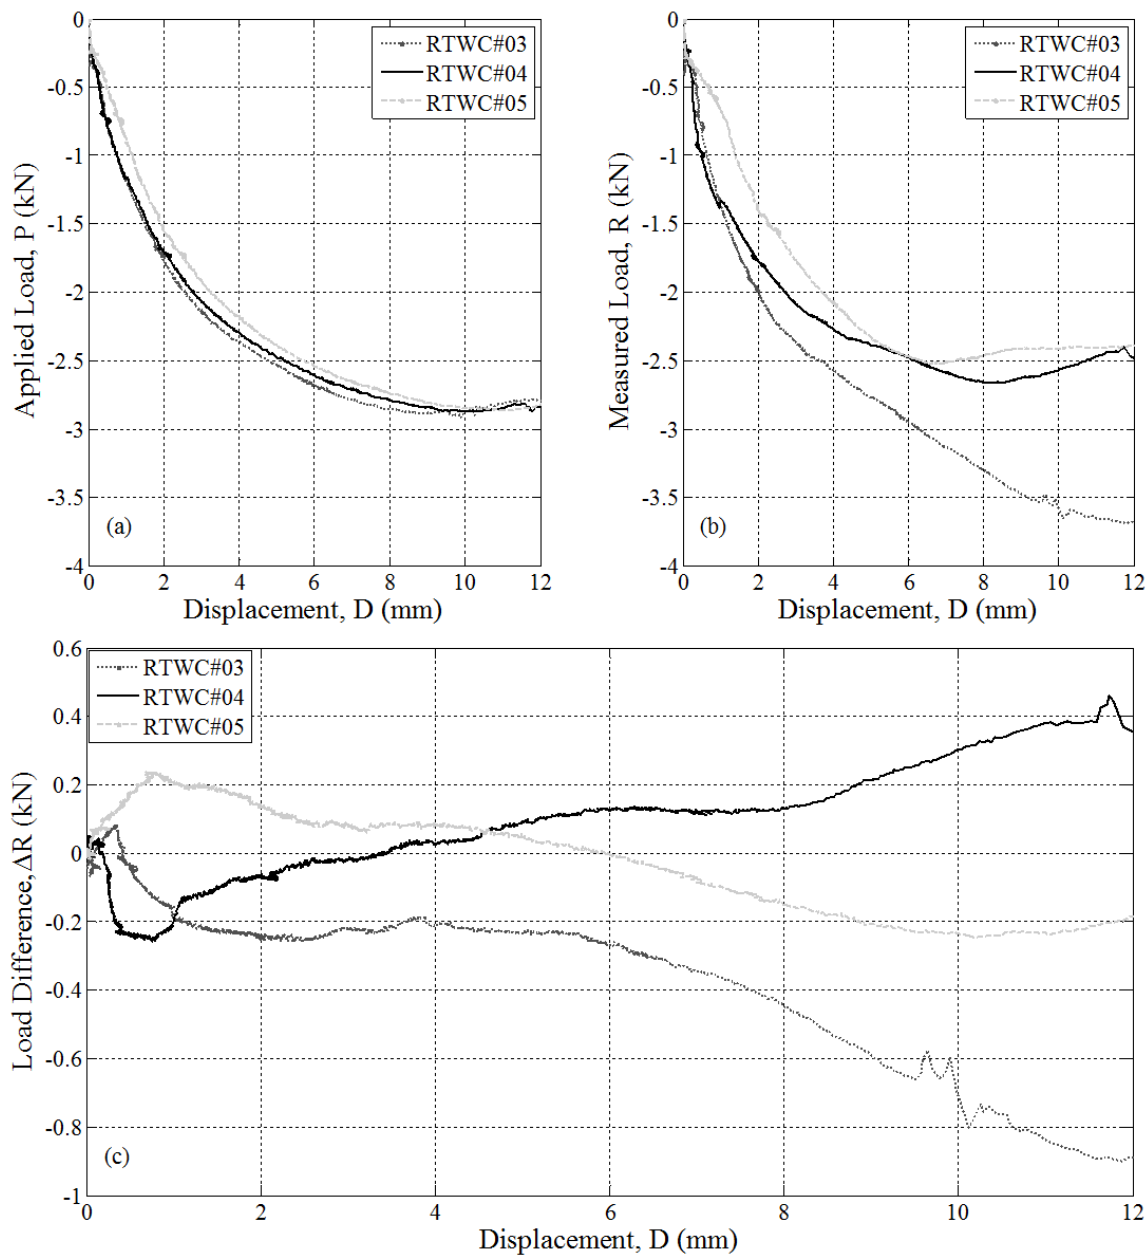 0
-0.5
-1
-1.5
-2
-2.5
-3
-3.5
-4
0 2 4 6 8 10 12
Applied Load, P (kN)
Displacement, D (mm)
RTWC#03
RTWC#04
RTWC#05
(a)
0
-0.5
-1
-1.5
-2
-2.5
-3
-3.5
-4
0 2 4 6 8 10 12
Measured Load, R (kN)
Displacement, D (mm)
RTWC#03
RTWC#04
RTWC#05
(b)
0.6
0.4
0.2
0
-0.2
-0.4
-0.6
-0.8
-1
0 2 4 6 8 10 12
Load Difference, ΔR (kN)
Displacement, D (mm)
RTWC#03
RTWC#04
RTWC#05
(c)